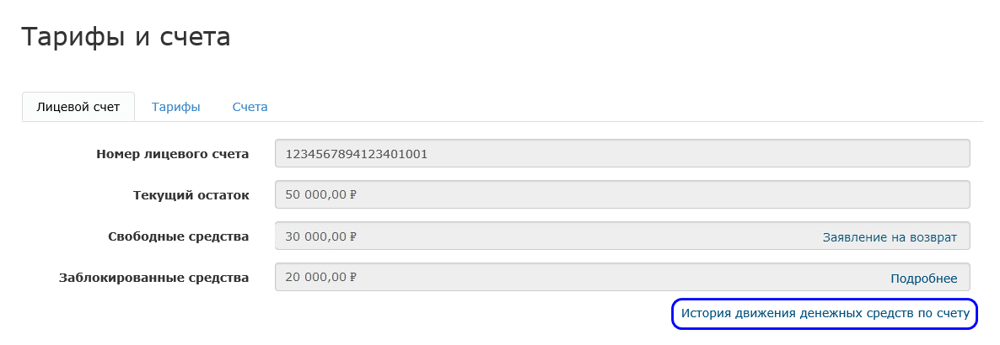 Тарифы и счета
Лицевой счет Тарифы Счета
Номер лицевого счета 1234567894123401001
Текущий остаток 50 000,00 ₽
Свободные средства 30 000,00 ₽ Заявление на возврат
Заблокированные средства 20 000,00 ₽ Подробнее
История движения денежных средств по счету